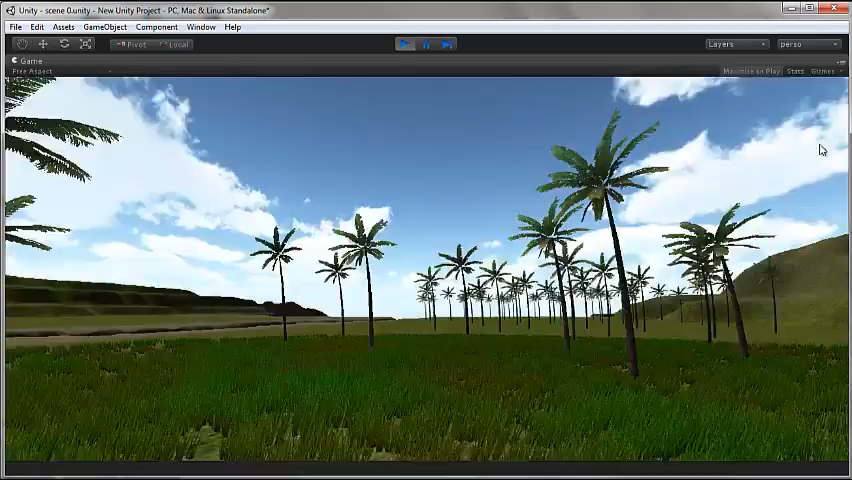 Unity - scene 0.unity - New Unity Project - PC, Mac & Linux Standalone*
File Edit Assets GameObject Component Window Help
Pivot Local Layers perso
Game
Free Aspect Maximize on Play Stats Gizmos